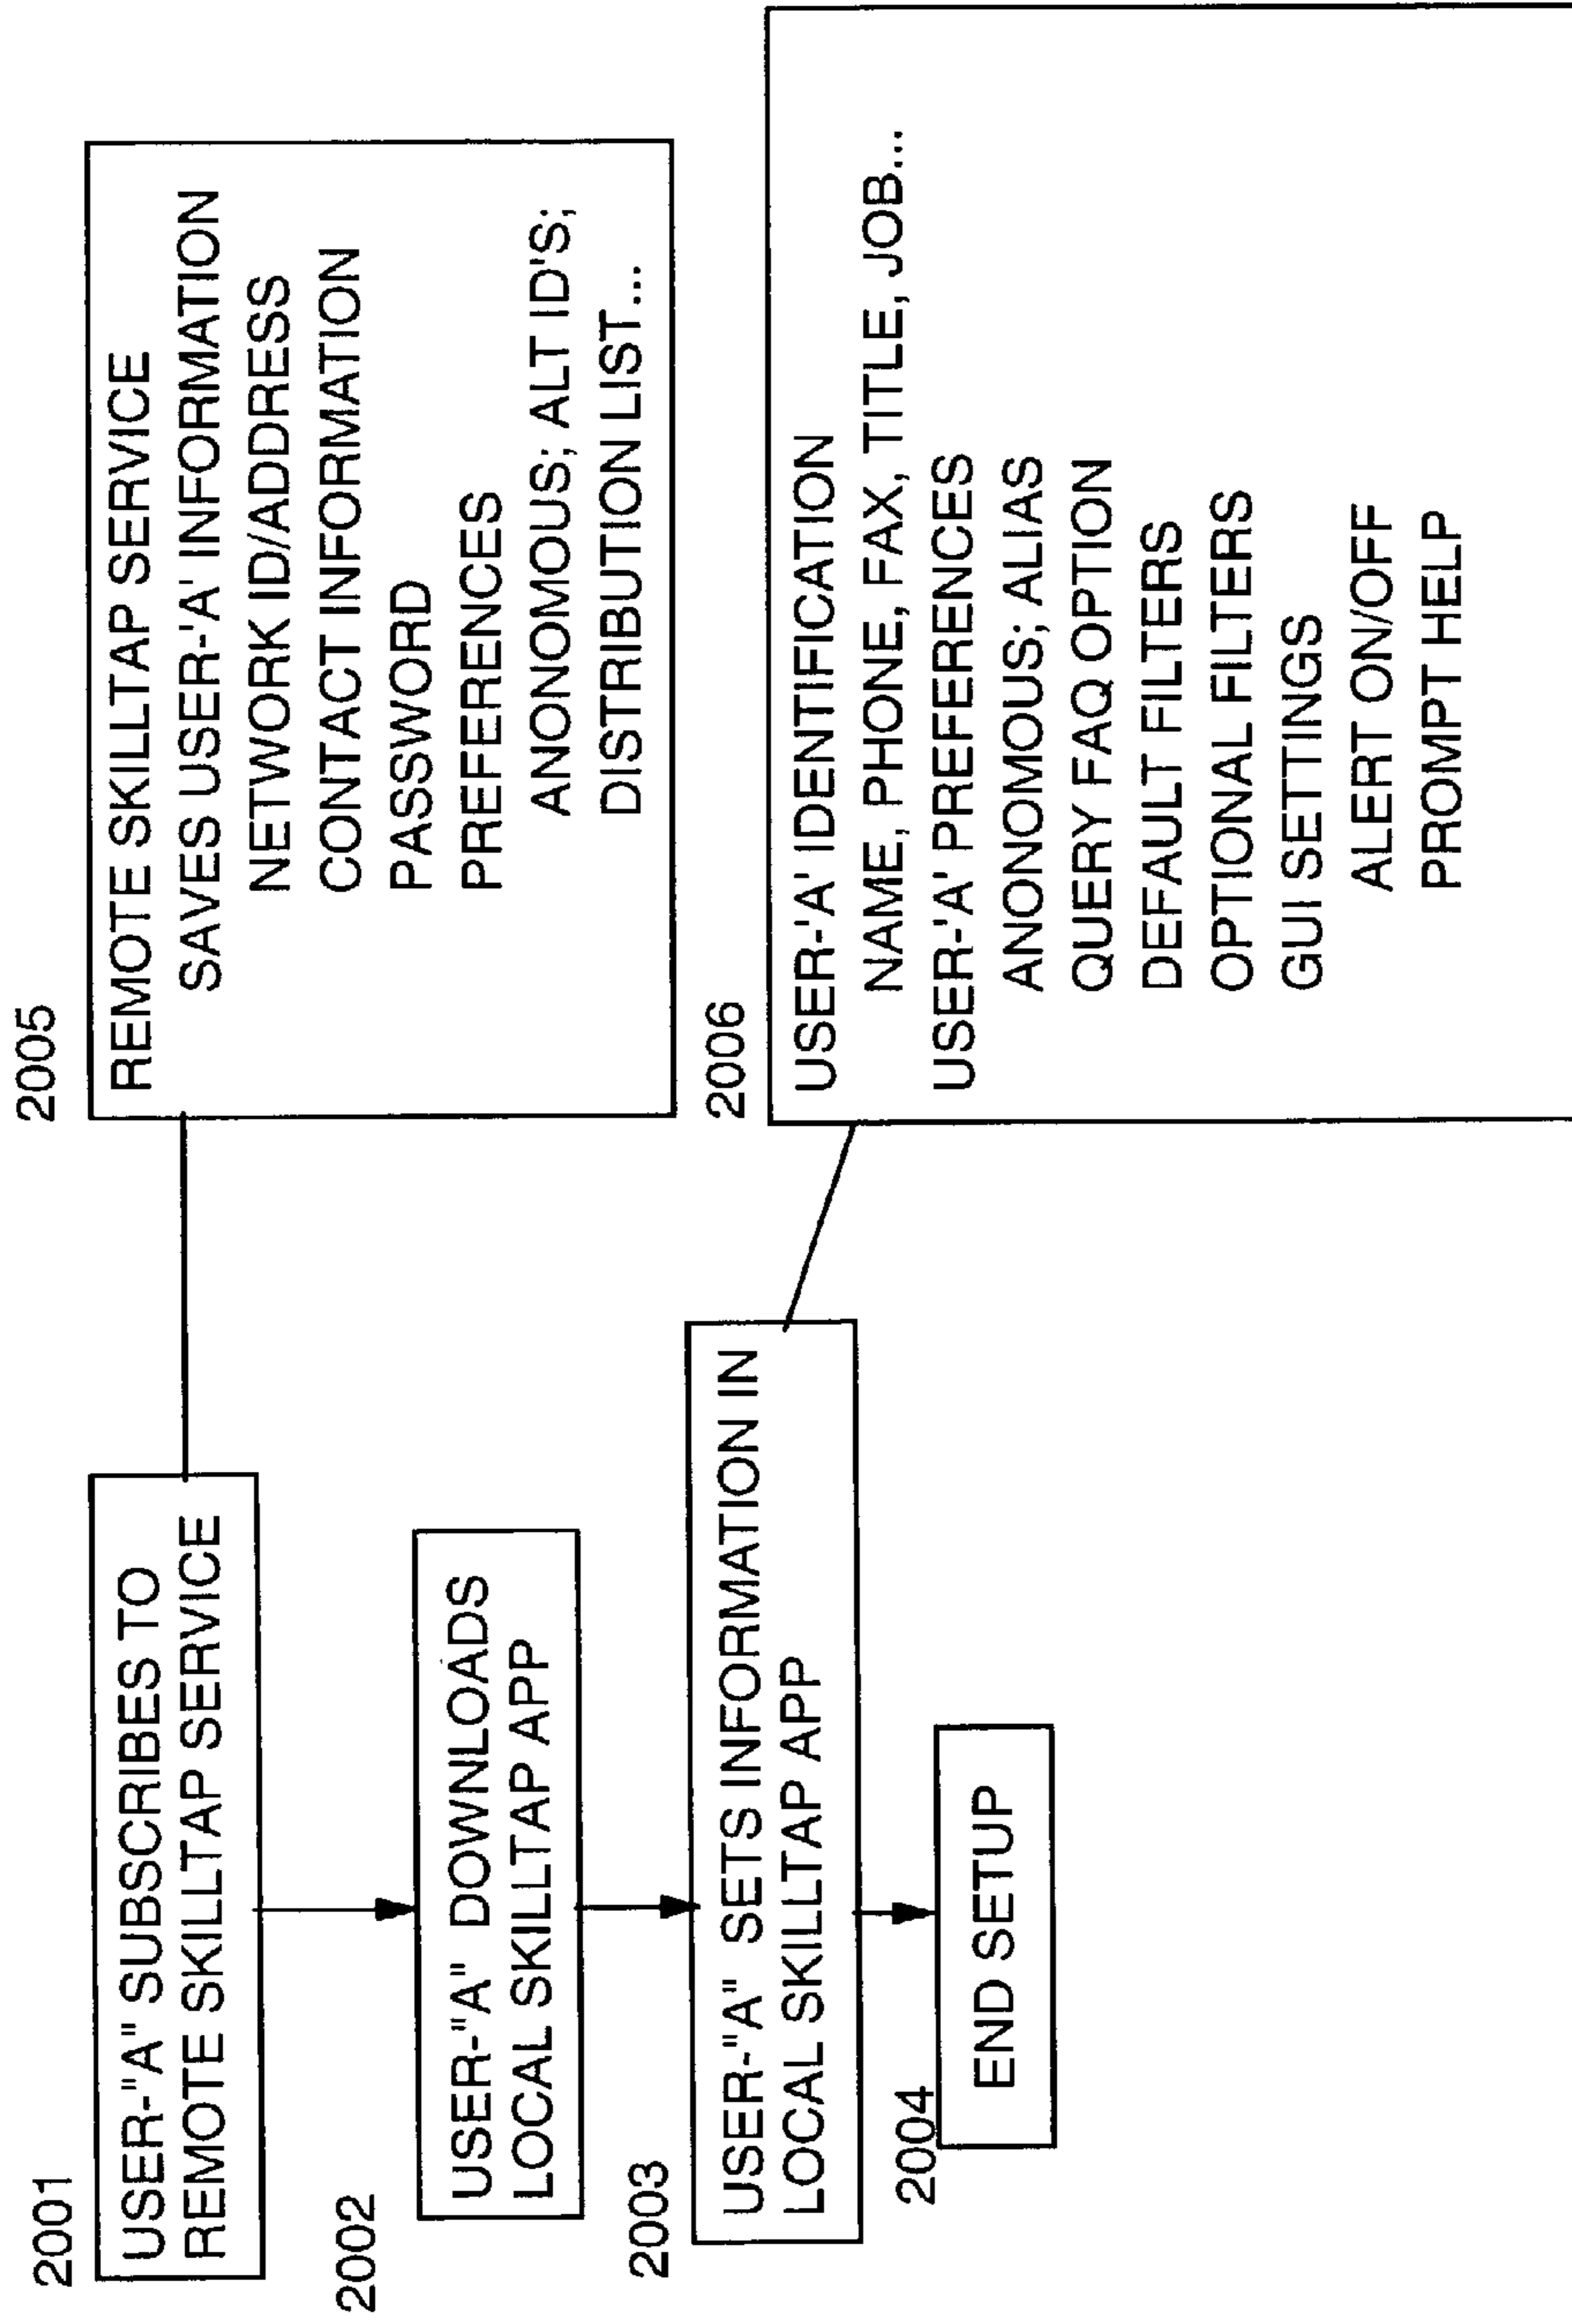 2001
USER-"A" SUBSCRIBES TO
REMOTE SKILLTAP SERVICE
2002
USER-"A" DOWNLOADS
LOCAL SKILLTAP APP
2003
USER-"A" SETS INFORMATION IN
LOCAL SKILLTAP APP
2004
END SETUP
2005
REMOTE SKILLTAP SERVICE
SAVES USER-'A' INFORMATION
NETWORK ID/ADDRESS
CONTACT INFORMATION
PASSWORD
PREFERENCES
ANONOMOUS; ALT ID'S;
DISTRIBUTION LIST...
2006
USER-'A' IDENTIFICATION
NAME, PHONE, FAX, TITLE, JOB...
USER-'A' PREFERENCES
ANONOMOUS; ALIAS
QUERY FAQ OPTION
DEFAULT FILTERS
OPTIONAL FILTERS
GUI SETTINGS
ALERT ON/OFF
PROMPT HELP